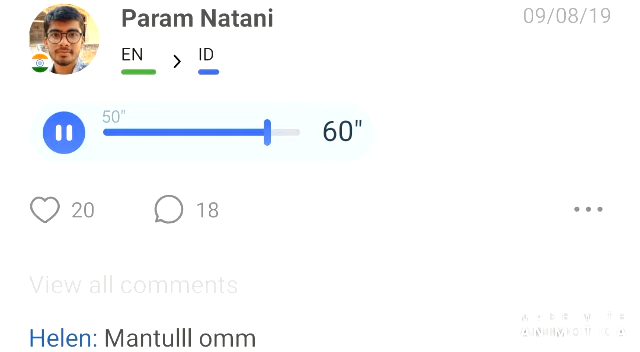 Param Natani
09/08/19
EN > ID
50"
60"
20
18
View all comments
Helen: Mantulll omm